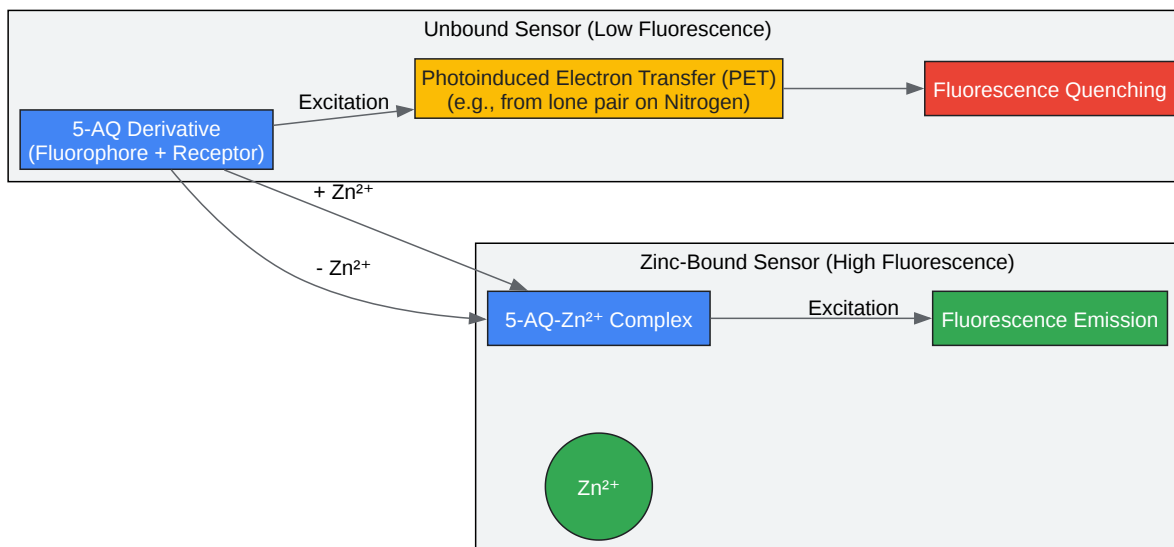 Unbound Sensor (Low Fluorescence)
Photoinduced Electron Transfer (PET)
(e.g., from lone pair on Nitrogen)
Fluorescence Quenching
Excitation
5-AQ Derivative
(Fluorophore + Receptor)
+ Zn²⁺
- Zn²⁺
Zinc-Bound Sensor (High Fluorescence)
5-AQ-Zn²⁺ Complex
Excitation
Fluorescence Emission
Zn²⁺